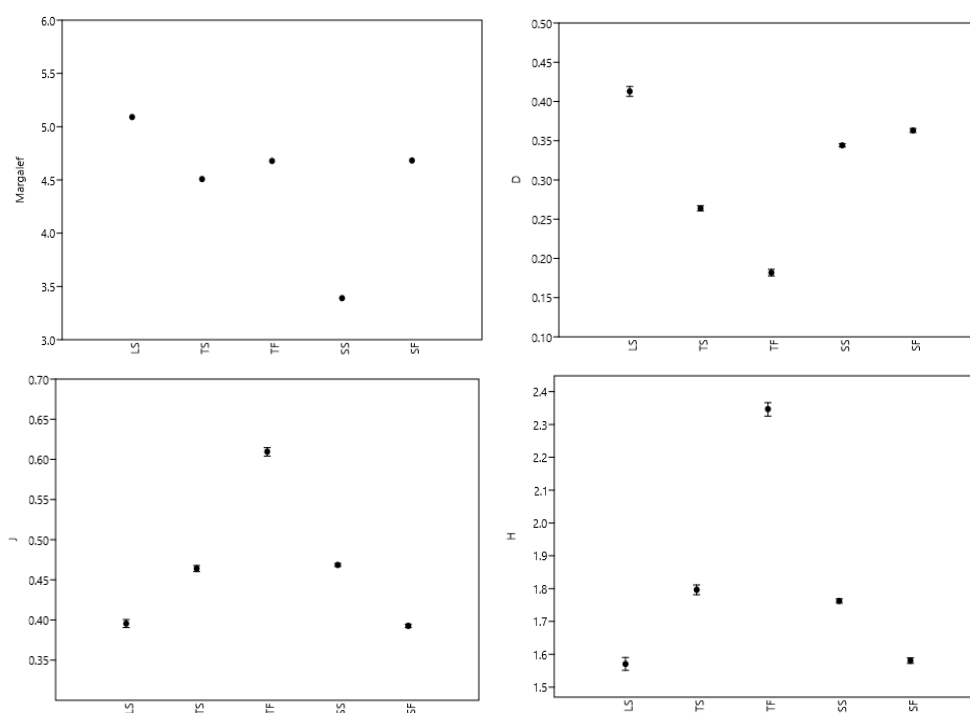 6.0
5.5
5.0
4.5
4.0
3.5
3.0
Margalef
LS
TS
TF
SS
SF
0.50
0.45
0.40
0.35
0.30
0.25
0.20
0.15
0.10
D
LS
TS
TF
SS
SF
0.70
0.65
0.60
0.55
0.50
0.45
0.40
0.35
J
LS
TS
TF
SS
SF
2.4
2.3
2.2
2.1
2.0
1.9
1.8
1.7
1.6
1.5
H
LS
TS
TF
SS
SF